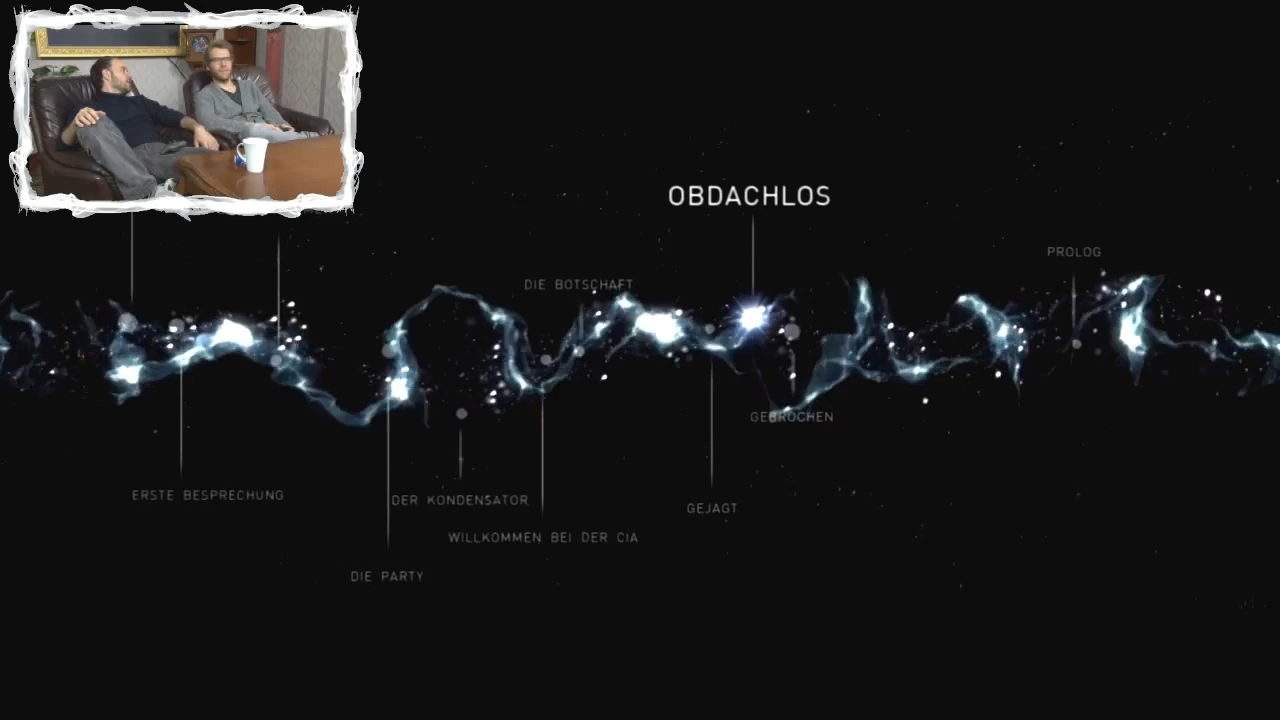 OBDACHLOS
PROLOG
DIE BOTSCHAFT
GEBROCHEN
ERSTE BESPRECHUNG
DER KONDENSATOR
GEJAGT
WILLKOMMEN BEI DER CIA
DIE PARTY